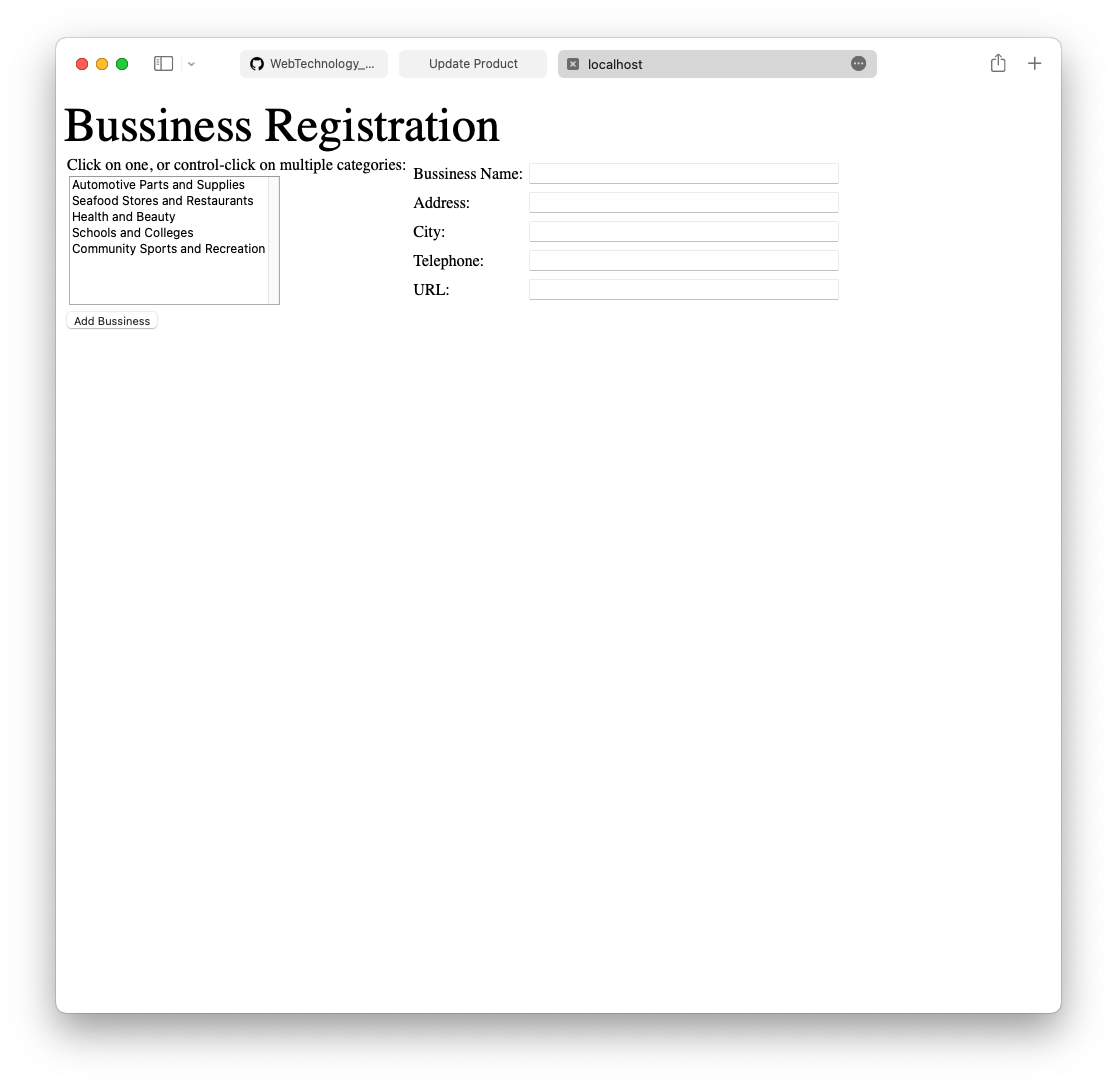 WebTechnology_...
Update Product
localhost
Bussiness Registration
Click on one, or control-click on multiple categories:
Automotive Parts and Supplies
Seafood Stores and Restaurants
Health and Beauty
Schools and Colleges
Community Sports and Recreation
Add Bussiness
Bussiness Name:
Address:
City:
Telephone:
URL: